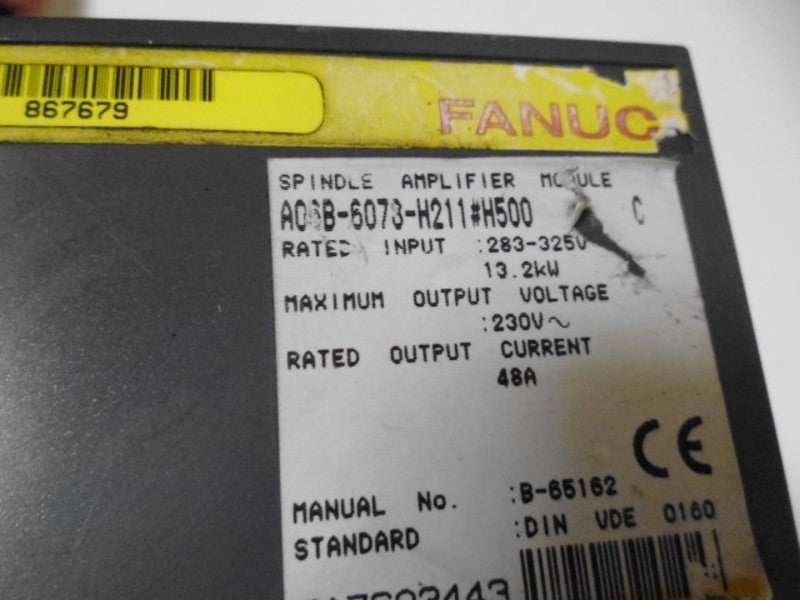 867679
FANUC
SPINDLE AMPLIFIER MODULE
A06B-6078-H211#H500 C
RATED INPUT :283-325V
13.2kW
MAXIMUM OUTPUT VOLTAGE
:230V~
RATED OUTPUT CURRENT
48A
CE
MANUAL No. :B-65162
STANDARD :DIN VDE 0160